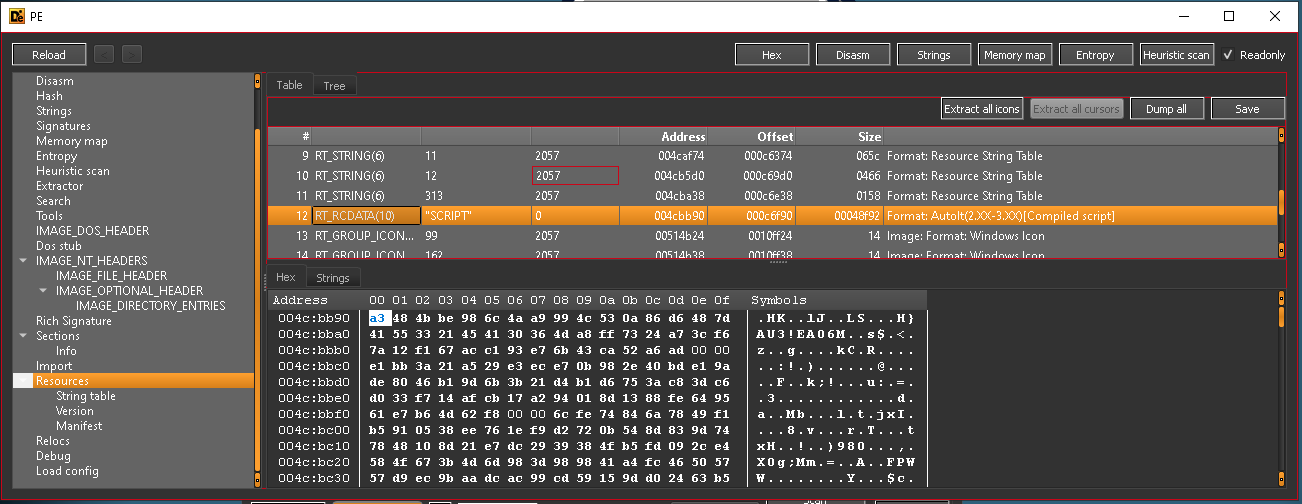 PE
Reload < > Hex Disasm Strings Memory map Entropy Heuristic scan Readonly
Disasm
Hash
Strings
Signatures
Memory map
Entropy
Heuristic scan
Extractor
Search
Tools
IMAGE_DOS_HEADER
Dos stub
IMAGE_NT_HEADERS
IMAGE_FILE_HEADER
IMAGE_OPTIONAL_HEADER
IMAGE_DIRECTORY_ENTRIES
Rich Signature
Sections
Info
Import
Resources
String table
Version
Manifest
Relocs
Debug
Load config
Table Tree
Extract all icons Extract all cursors Dump all Save
# Address Offset Size
9 RT_STRING(6) 11 2057 004caf74 000c6374 065c Format: Resource String Table
10 RT_STRING(6) 12 2057 004cb5d0 000c69d0 0466 Format: Resource String Table
11 RT_STRING(6) 313 2057 004cba38 000c6e38 0158 Format: Resource String Table
12 RT_RCDATA(10) "SCRIPT" 0 004cbb90 000c6f90 00048f92 Format: AutoIt(2.XX-3.XX)[Compiled script]
13 RT_GROUP_ICON... 99 2057 00514b24 0010ff24 14 Image: Format: Windows Icon
14 RT_GROUP_ICON... 162 2057 00514b38 0010ff38 14 Image: Format: Windows Icon
Hex Strings
Address 00 01 02 03 04 05 06 07 08 09 0a 0b 0c 0d 0e 0f Symbols
004c:bb90 a3 48 4b be 98 6c 4a a9 99 4c 53 0a 86 d6 48 7d .HK..lJ..LS...H}
004c:bba0 41 55 33 21 45 41 30 36 4d a8 ff 73 24 a7 3c f6 AU3!EA06M..s$.<.
004c:bbb0 7a 12 f1 67 ac c1 93 e7 6b 43 ca 52 a6 ad 00 00 z..g....kC.R....
004c:bbc0 e1 bb 3a 21 a5 29 e3 ec e7 0b 98 2e 40 bd e1 9a ..:!.)......@...
004c:bbd0 de 80 46 b1 9d 6b 3b 21 d4 b1 d6 75 3a c8 3d c6 ..F..k;!...u:.=.
004c:bbe0 d0 33 f7 14 af cb 17 a2 94 01 8d 13 88 fe 64 95 .3............d.
004c:bbf0 61 e7 b6 4d 62 f8 00 00 6c fe 74 84 6a 78 49 f1 a..Mb...l.t.jxI.
004c:bc00 b5 91 05 38 ee 76 1e f9 d2 72 0b 54 8d 83 9d 74 ...8.v...r.T...t
004c:bc10 78 48 10 8d 21 e7 dc 29 39 38 4f b5 fd 09 2c e4 xH..!..)98O...,.
004c:bc20 58 4f 67 3b 4d 6d 98 3d 98 98 41 a4 fc 46 50 57 XOg;Mm.=..A..FPW
004c:bc30 57 d9 ec 9b aa dc ac 99 cd 59 15 9d d0 24 63 b5 W........Y...$c.